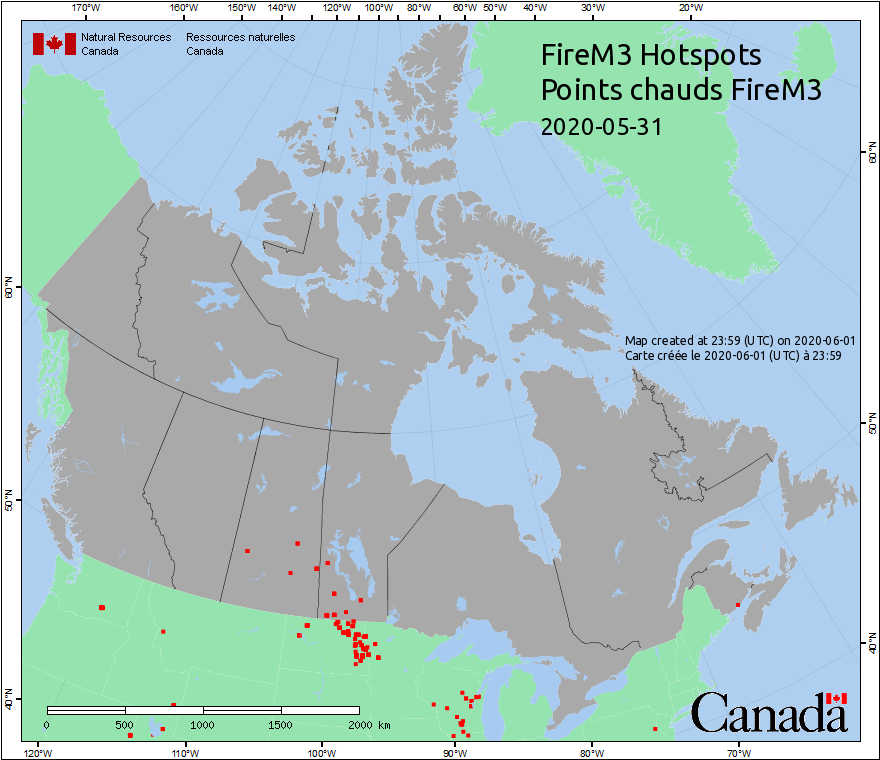 170°W 160°W 150°W 140°W 130°W 120°W 110°W 100°W 90°W 80°W 60°W 50°W 40°W 30°W 20°W
Natural Resources Ressources naturelles
Canada Canada
FireM3 Hotspots
Points chauds FireM3
2020-05-31
60°N
60°N
Map created at 23:59 (UTC) on 2020-06-01
Carte créée le 2020-06-01 (UTC) à 23:59
50°N
50°N
40°N
40°N
Canada
0 500 1000 1500 2000 km
120°W 110°W 100°W 90°W 80°W 70°W